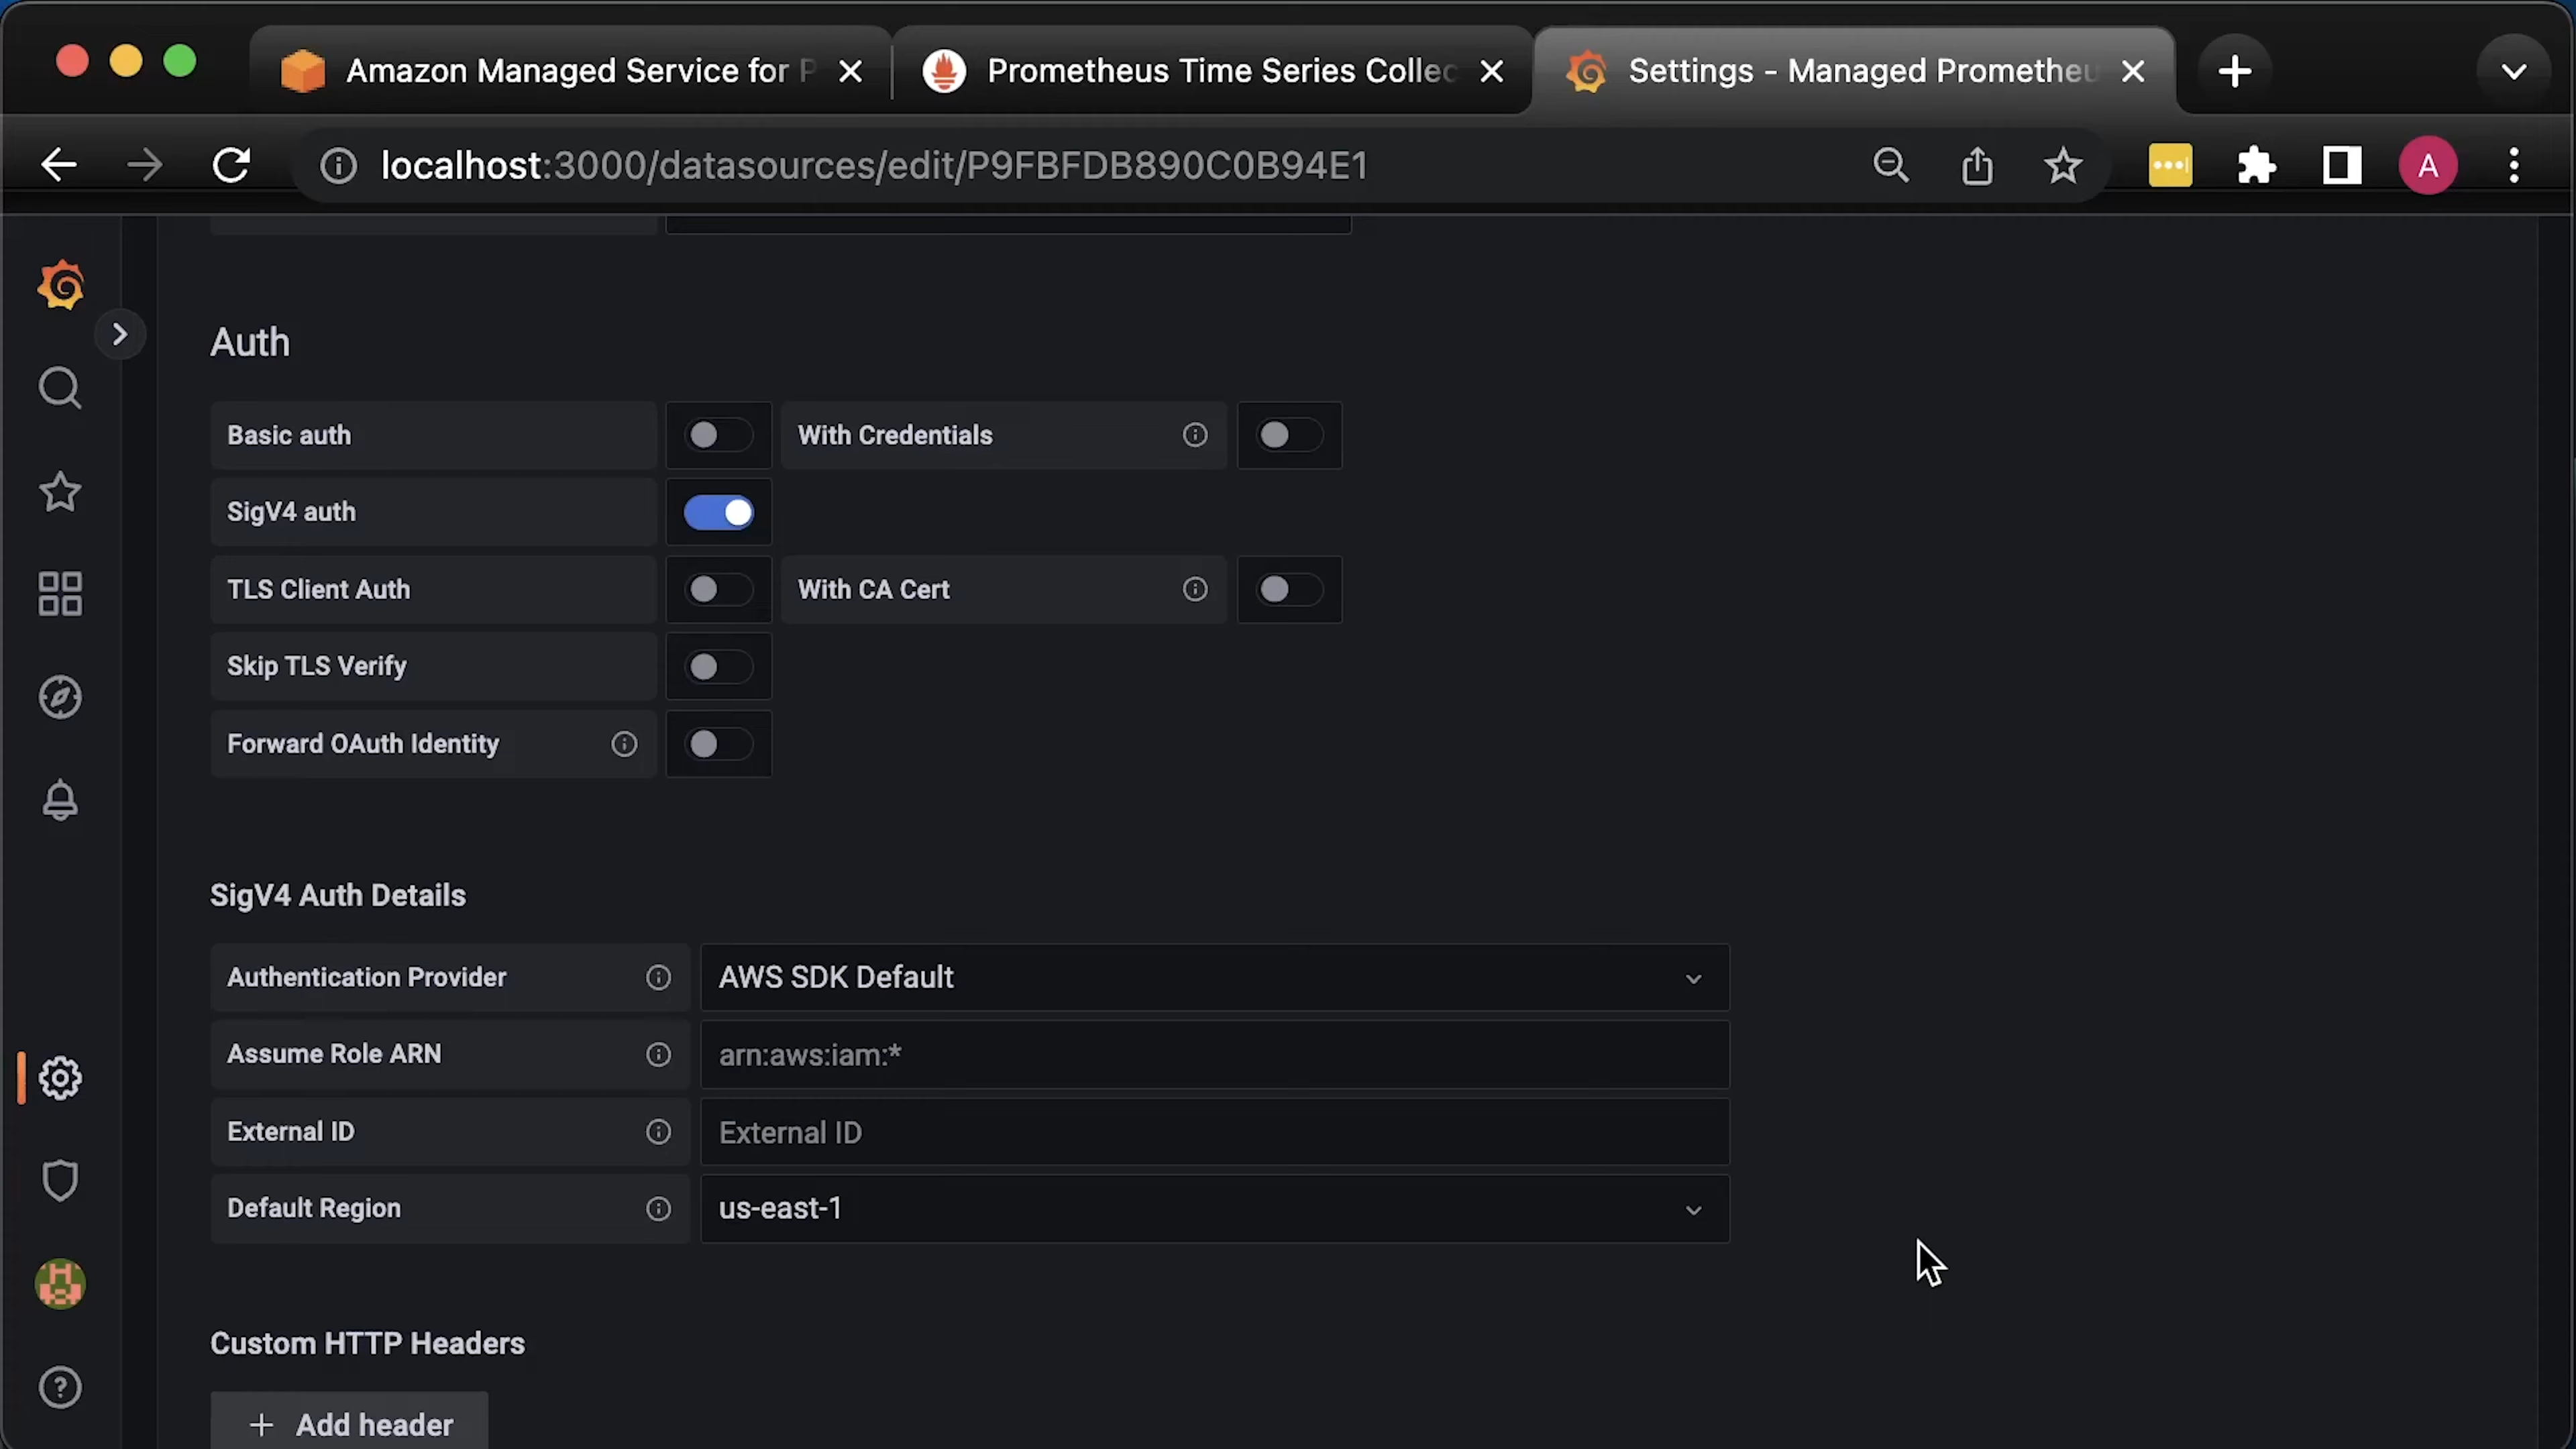 Amazon Managed Service for P
Prometheus Time Series Collec
Settings - Managed Prometheu
localhost:3000/datasources/edit/P9FBFDB890C0B94E1
A
Auth
Basic auth
With Credentials
SigV4 auth
TLS Client Auth
With CA Cert
Skip TLS Verify
Forward OAuth Identity
SigV4 Auth Details
Authentication Provider
AWS SDK Default
Assume Role ARN
arn:aws:iam:*
External ID
External ID
Default Region
us-east-1
Custom HTTP Headers
+ Add header